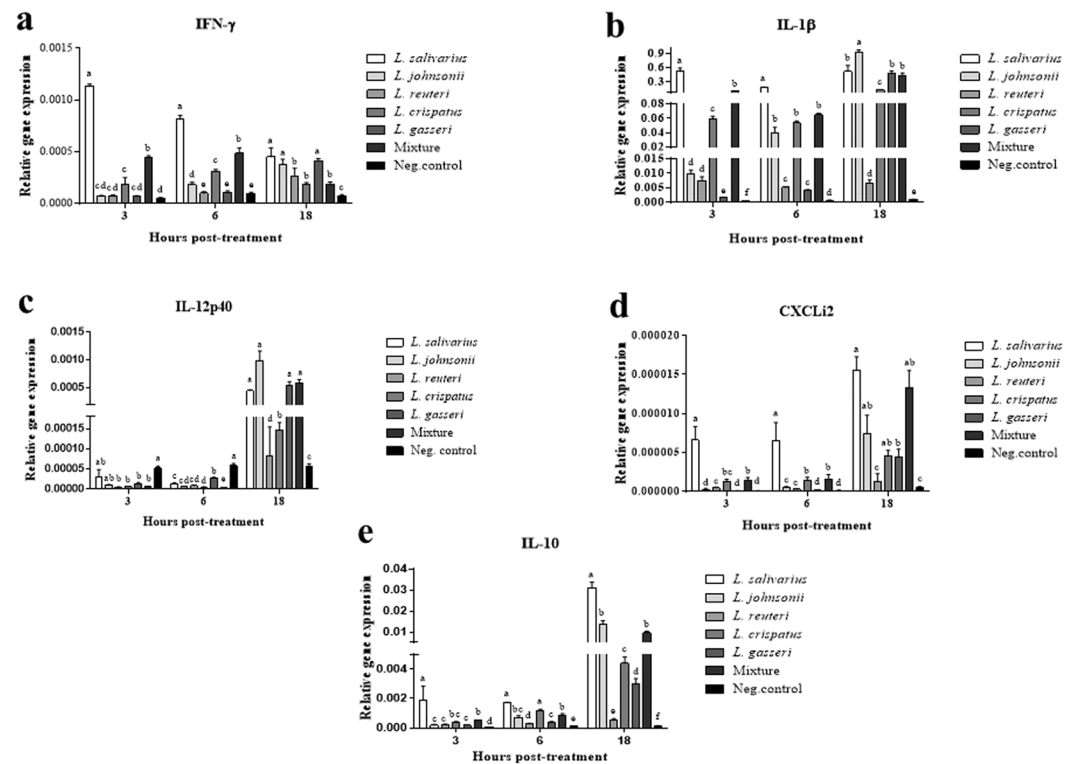 a
IFN-γ
Relative gene expression
0.0015
0.0010
0.0005
0.0000
a
cd
cd
c
cd
b
d
a
d
e
c
e
b
e
a
a
b
b
a
b
c
3
6
18
Hours post-treatment
L. salivarius
L. johnsonii
L. reuteri
L. crispatus
L. gasseri
Mixture
Neg.control
b
IL-1β
Relative gene expression
0.9
0.6
0.3
0.08
0.06
0.04
0.02
0.015
0.010
0.005
0.000
a
d
d
c
e
b
f
a
b
c
b
c
b
d
b
a
d
c
b
b
e
3
6
18
Hours post-treatment
L. salivarius
L. johnsonii
L. reuteri
L. crispatus
L. gasseri
Mixture
Neg.control
c
IL-12p40
Relative gene expression
0.0015
0.0010
0.0005
0.00015
0.00010
0.00005
0.00000
ab
ab
b
b
ab
b
a
c
cd
cd
d
b
c
a
a
a
d
b
a
a
c
3
6
18
Hours post-treatment
L. salivarius
L. johnsonii
L. reuteri
L. crispatus
L. gasseri
Mixture
Neg. control
d
CXCLi2
Relative gene expression
0.000020
0.000015
0.000010
0.000005
0.000000
a
d
c
bc
d
b
d
a
c
c
b
d
b
d
a
ab
c
ab
b
ab
c
3
6
18
Hours post-treatment
L. salivarius
L. johnsonii
L. reuteri
L. crispatus
L. gasseri
Mixture
Neg.control
e
IL-10
Relative gene expression
0.04
0.03
0.02
0.01
0.004
0.002
0.000
a
c
c
bc
c
b
d
a
bc
d
a
c
b
e
a
b
e
c
d
b
f
3
6
18
Hours post-treatment
L. salivarius
L. johnsonii
L. reuteri
L. crispatus
L. gasseri
Mixture
Neg.control